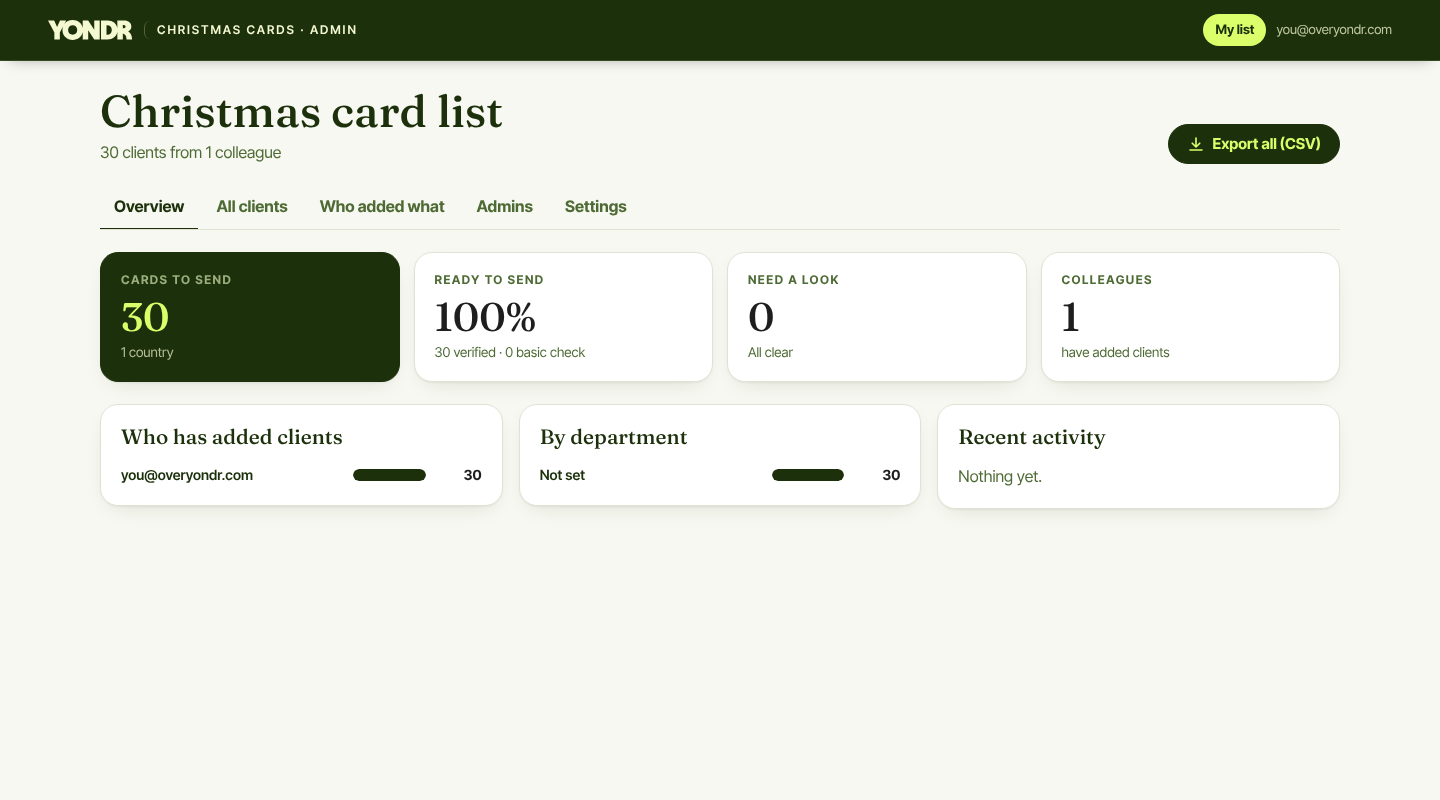 YONDR CHRISTMAS CARDS · ADMIN
My list you@overyondr.com
Christmas card list
30 clients from 1 colleague
Export all (CSV)
Overview All clients Who added what Admins Settings
CARDS TO SEND
30
1 country
READY TO SEND
100%
30 verified · 0 basic check
NEED A LOOK
0
All clear
COLLEAGUES
1
have added clients
Who has added clients
you@overyondr.com 30
By department
Not set 30
Recent activity
Nothing yet.